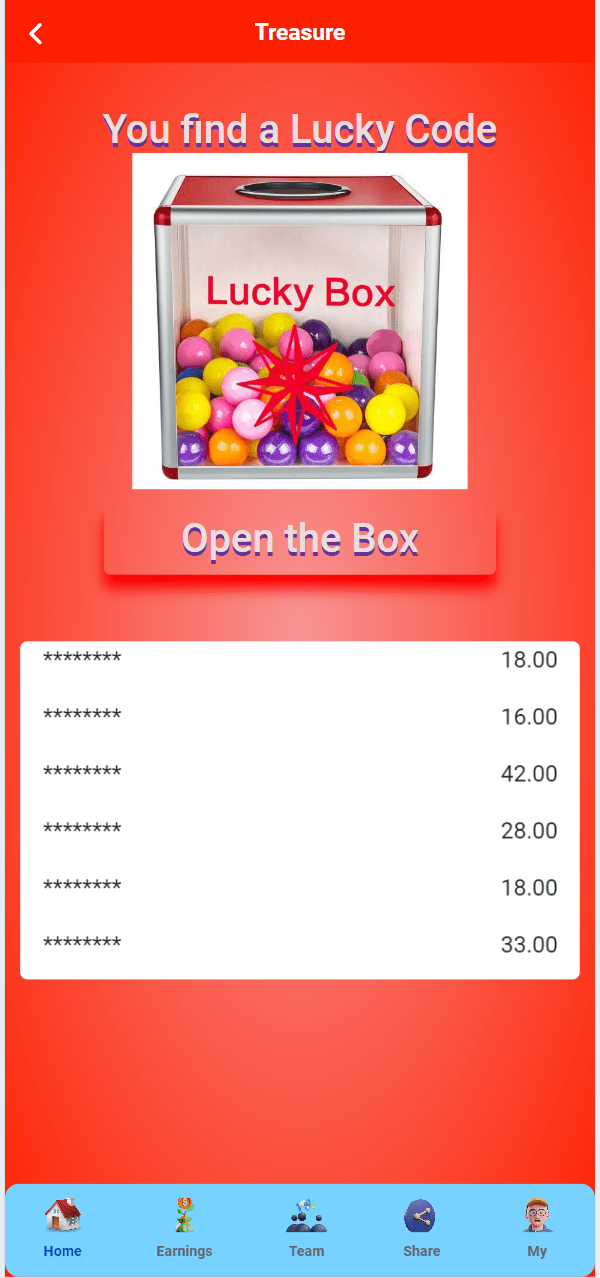 Treasure
You find a Lucky Code
Lucky Box
Open the Box
******** 18.00
******** 16.00
******** 42.00
******** 28.00
******** 18.00
******** 33.00
Home Earnings Team Share My